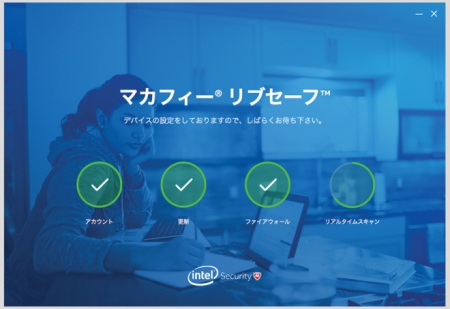 マカフィー® リブセーフ™
デバイスの設定をしておりますので、しばらくお待ち下さい。
アカウント
更新
ファイアウォール
リアルタイムスキャン
intel Security